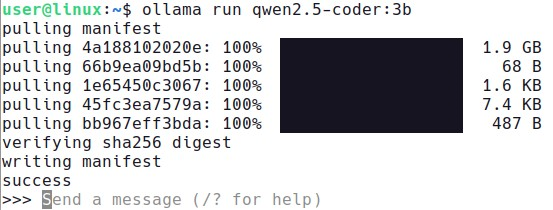 user@linux:~$ ollama run qwen2.5-coder:3b
pulling manifest
pulling 4a188102020e: 100% 1.9 GB
pulling 66b9ea09bd5b: 100% 68 B
pulling 1e65450c3067: 100% 1.6 KB
pulling 45fc3ea7579a: 100% 7.4 KB
pulling bb967eff3bda: 100% 487 B
verifying sha256 digest
writing manifest
success
>>> Send a message (/? for help)